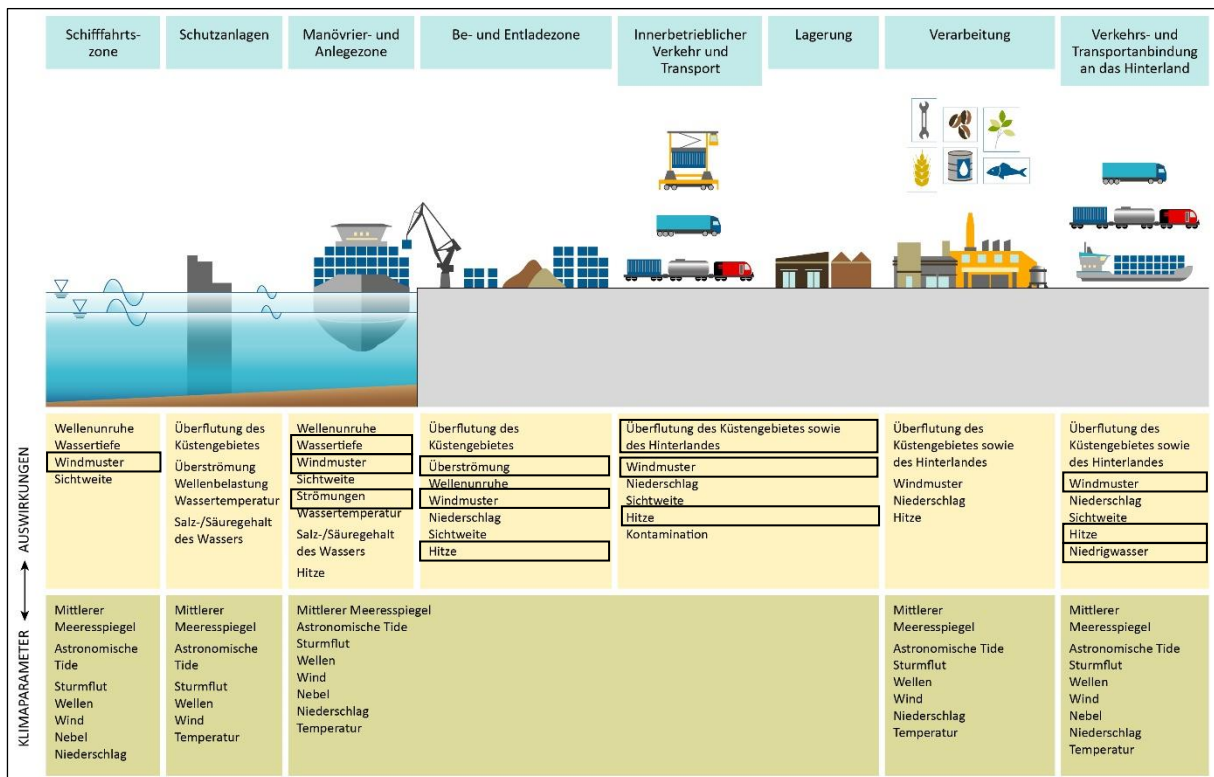 Schifffahrts-
zone
Schutzanlagen
Manövrier- und
Anlegezone
Be- und Entladezone
Innerbetrieblicher
Verkehr und
Transport
Lagerung
Verarbeitung
Verkehrs- und
Transportanbindung
an das Hinterland
AUSWIRKUNGEN
Wellenunruhe
Wassertiefe
Windmuster
Sichtweite
Überflutung des
Küstengebietes
Überströmung
Wellenbelastung
Wassertemperatur
Salz-/Säuregehalt
des Wassers
Wellenunruhe
Wassertiefe
Windmuster
Sichtweite
Strömungen
Wassertemperatur
Salz-/Säuregehalt
des Wassers
Hitze
Überflutung des
Küstengebietes
Überströmung
Wellenunruhe
Windmuster
Niederschlag
Sichtweite
Hitze
Überflutung des Küstengebietes sowie
des Hinterlandes
Windmuster
Niederschlag
Sichtweite
Hitze
Kontamination
Überflutung des
Küstengebietes sowie
des Hinterlandes
Windmuster
Niederschlag
Hitze
Überflutung des
Küstengebietes sowie
des Hinterlandes
Windmuster
Niederschlag
Sichtweite
Hitze
Niedrigwasser
KLIMAPARAMETER
Mittlerer
Meeresspiegel
Astronomische
Tide
Sturmflut
Wellen
Wind
Nebel
Niederschlag
Mittlerer
Meeresspiegel
Astronomische
Tide
Sturmflut
Wellen
Wind
Temperatur
Mittlerer Meeresspiegel
Astronomische Tide
Sturmflut
Wellen
Wind
Nebel
Niederschlag
Temperatur
Mittlerer
Meeresspiegel
Astronomische Tide
Sturmflut
Wellen
Wind
Niederschlag
Temperatur
Mittlerer
Meeresspiegel
Astronomische Tide
Sturmflut
Wellen
Wind
Nebel
Niederschlag
Temperatur